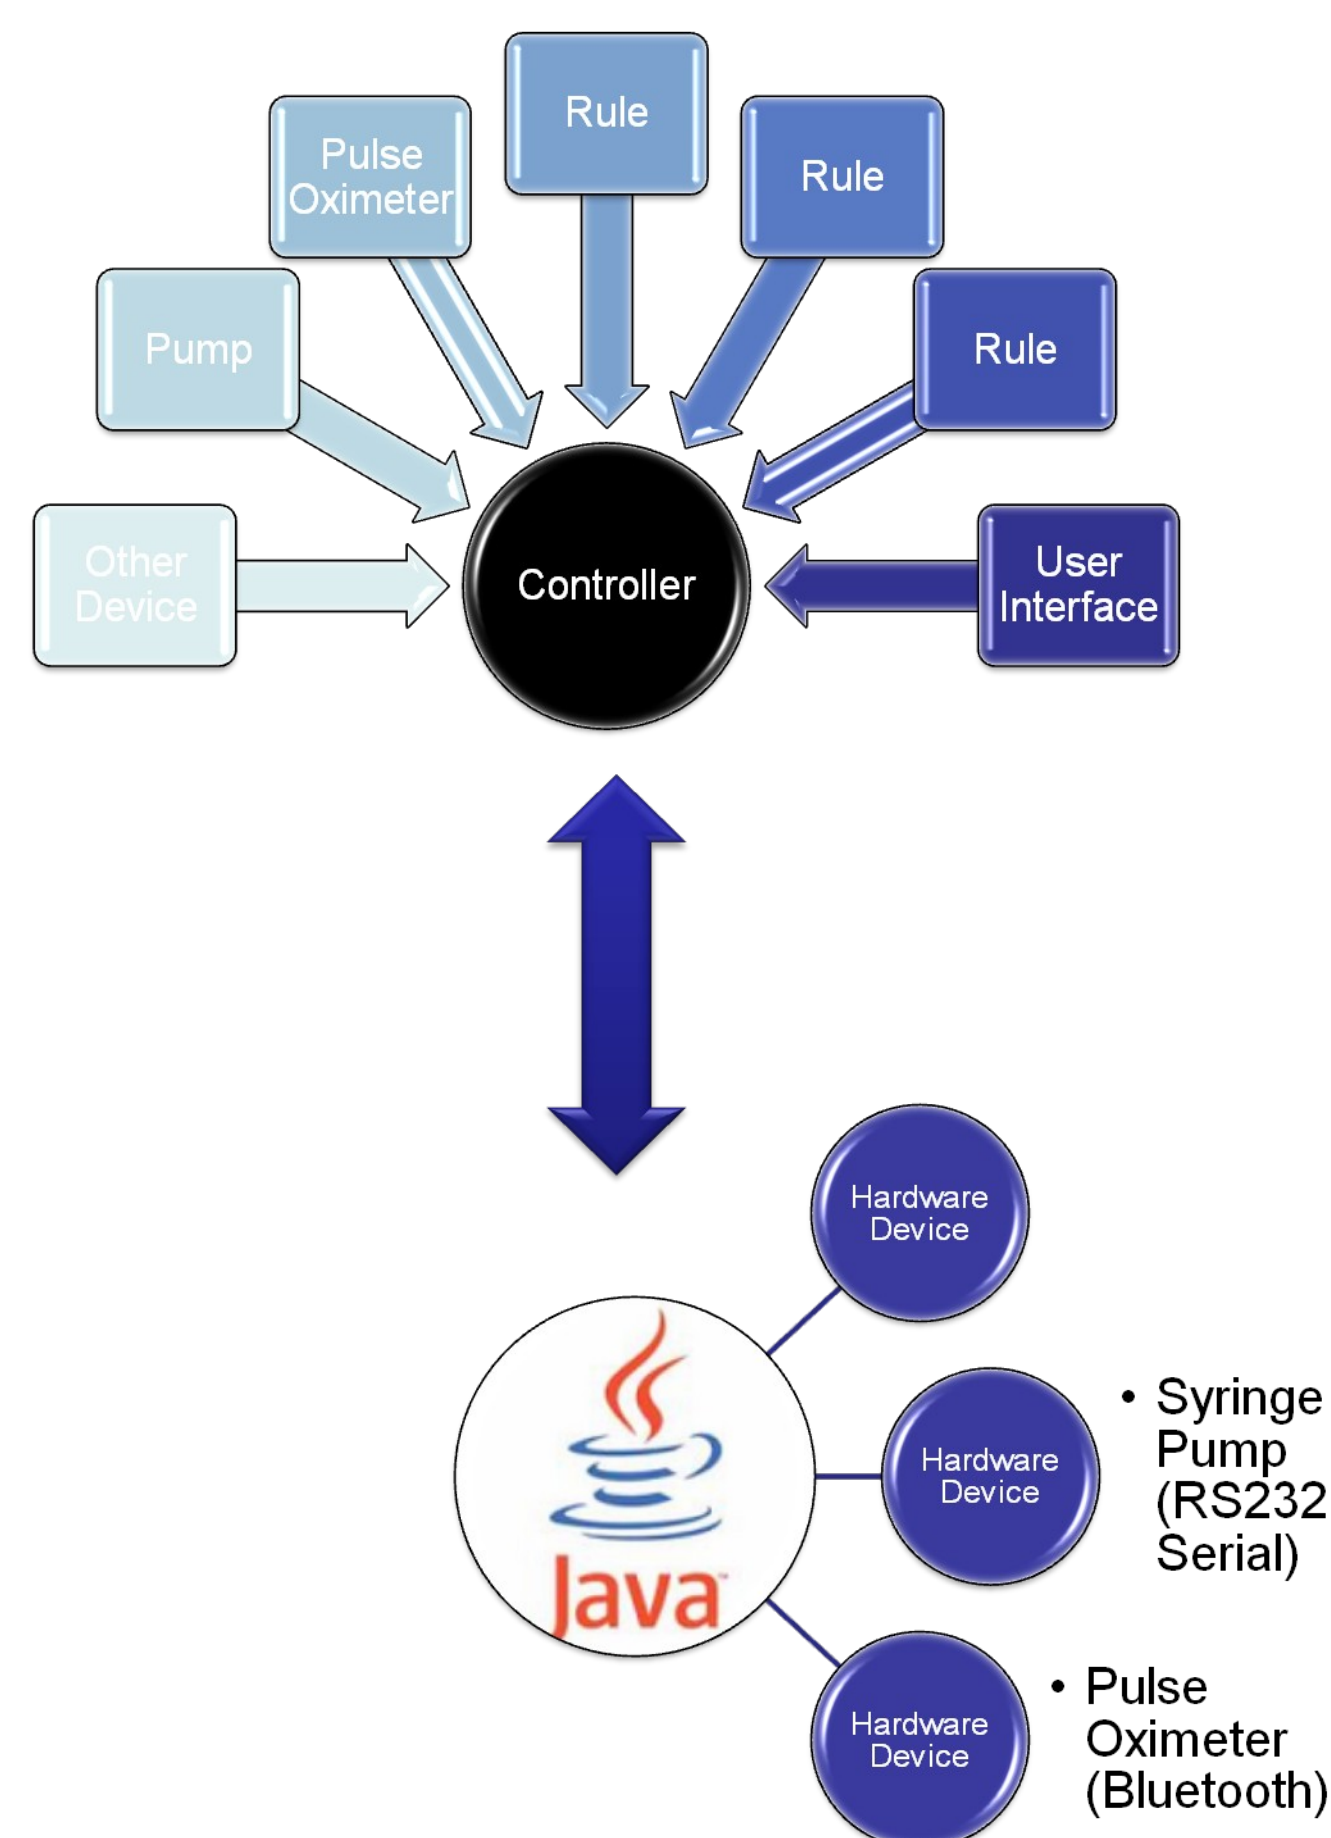 Rule
Pulse
Oximeter
Rule
Pump
Rule
Other
Device
Controller
User
Interface
Hardware
Device
Java™
Hardware
Device
• Syringe
Pump
(RS232
Serial)
Hardware
Device
• Pulse
Oximeter
(Bluetooth)